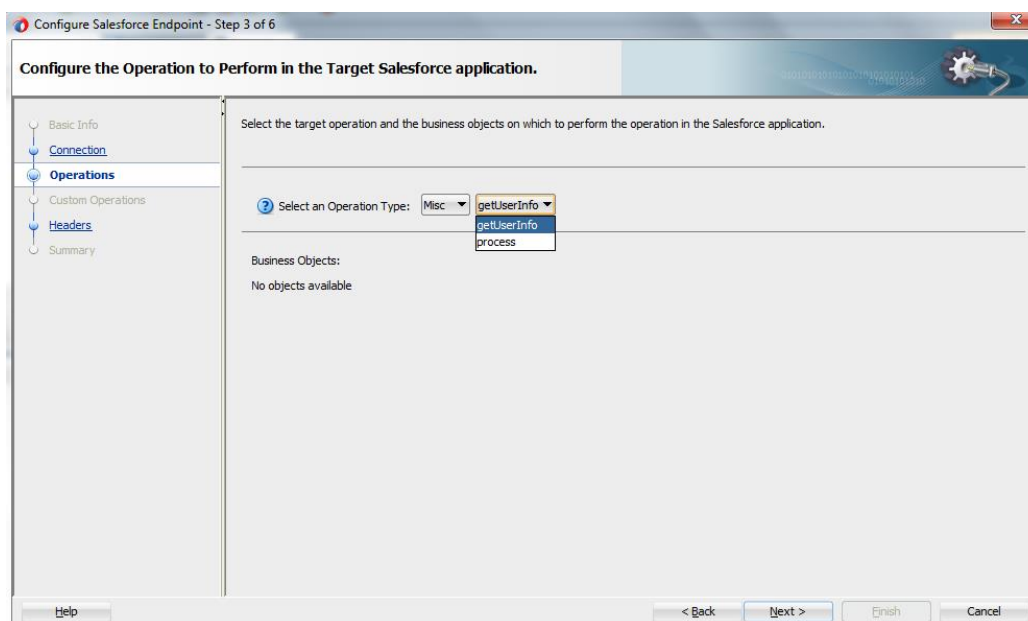 Configure Salesforce Endpoint - Step 3 of 6
Configure the Operation to Perform in the Target Salesforce application.
Basic Info
Connection
Operations
Custom Operations
Headers
Summary
Select the target operation and the business objects on which to perform the operation in the Salesforce application.
Select an Operation Type: Misc getUserInfo
getUserInfo
process
Business Objects:
No objects available
Help
< Back Next > Finish Cancel